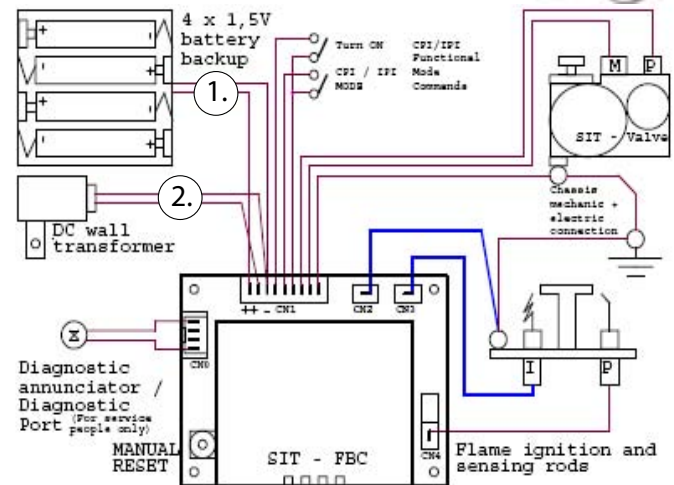 4 x 1,5V
battery
backup
1.
Turn ON
CPI / IPI
MODE
CPI/IPI
Functional
Mode
Commands
M P
SIT - Valve
2.
DC wall
transformer
Chassis
mechanic +
electric
connection
++ - CN1
CN2
CN3
CN0
I P
Diagnostic
annunciator /
Diagnostic
Port (For service
people only)
MANUAL
RESET
SIT - FBC
CN4
Flame ignition and
sensing rods